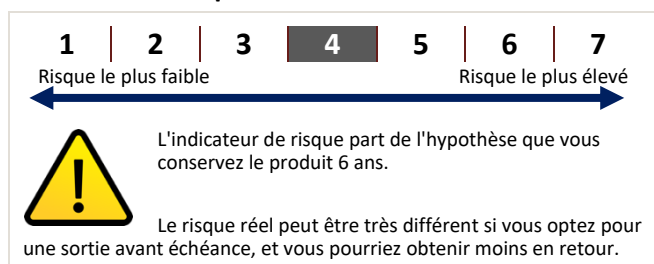 1 2 3 4 5 6 7
Risque le plus faible Risque le plus élevé
L'indicateur de risque part de l'hypothèse que vous
conservez le produit 6 ans.
Le risque réel peut être très différent si vous optez pour
une sortie avant échéance, et vous pourriez obtenir moins en retour.